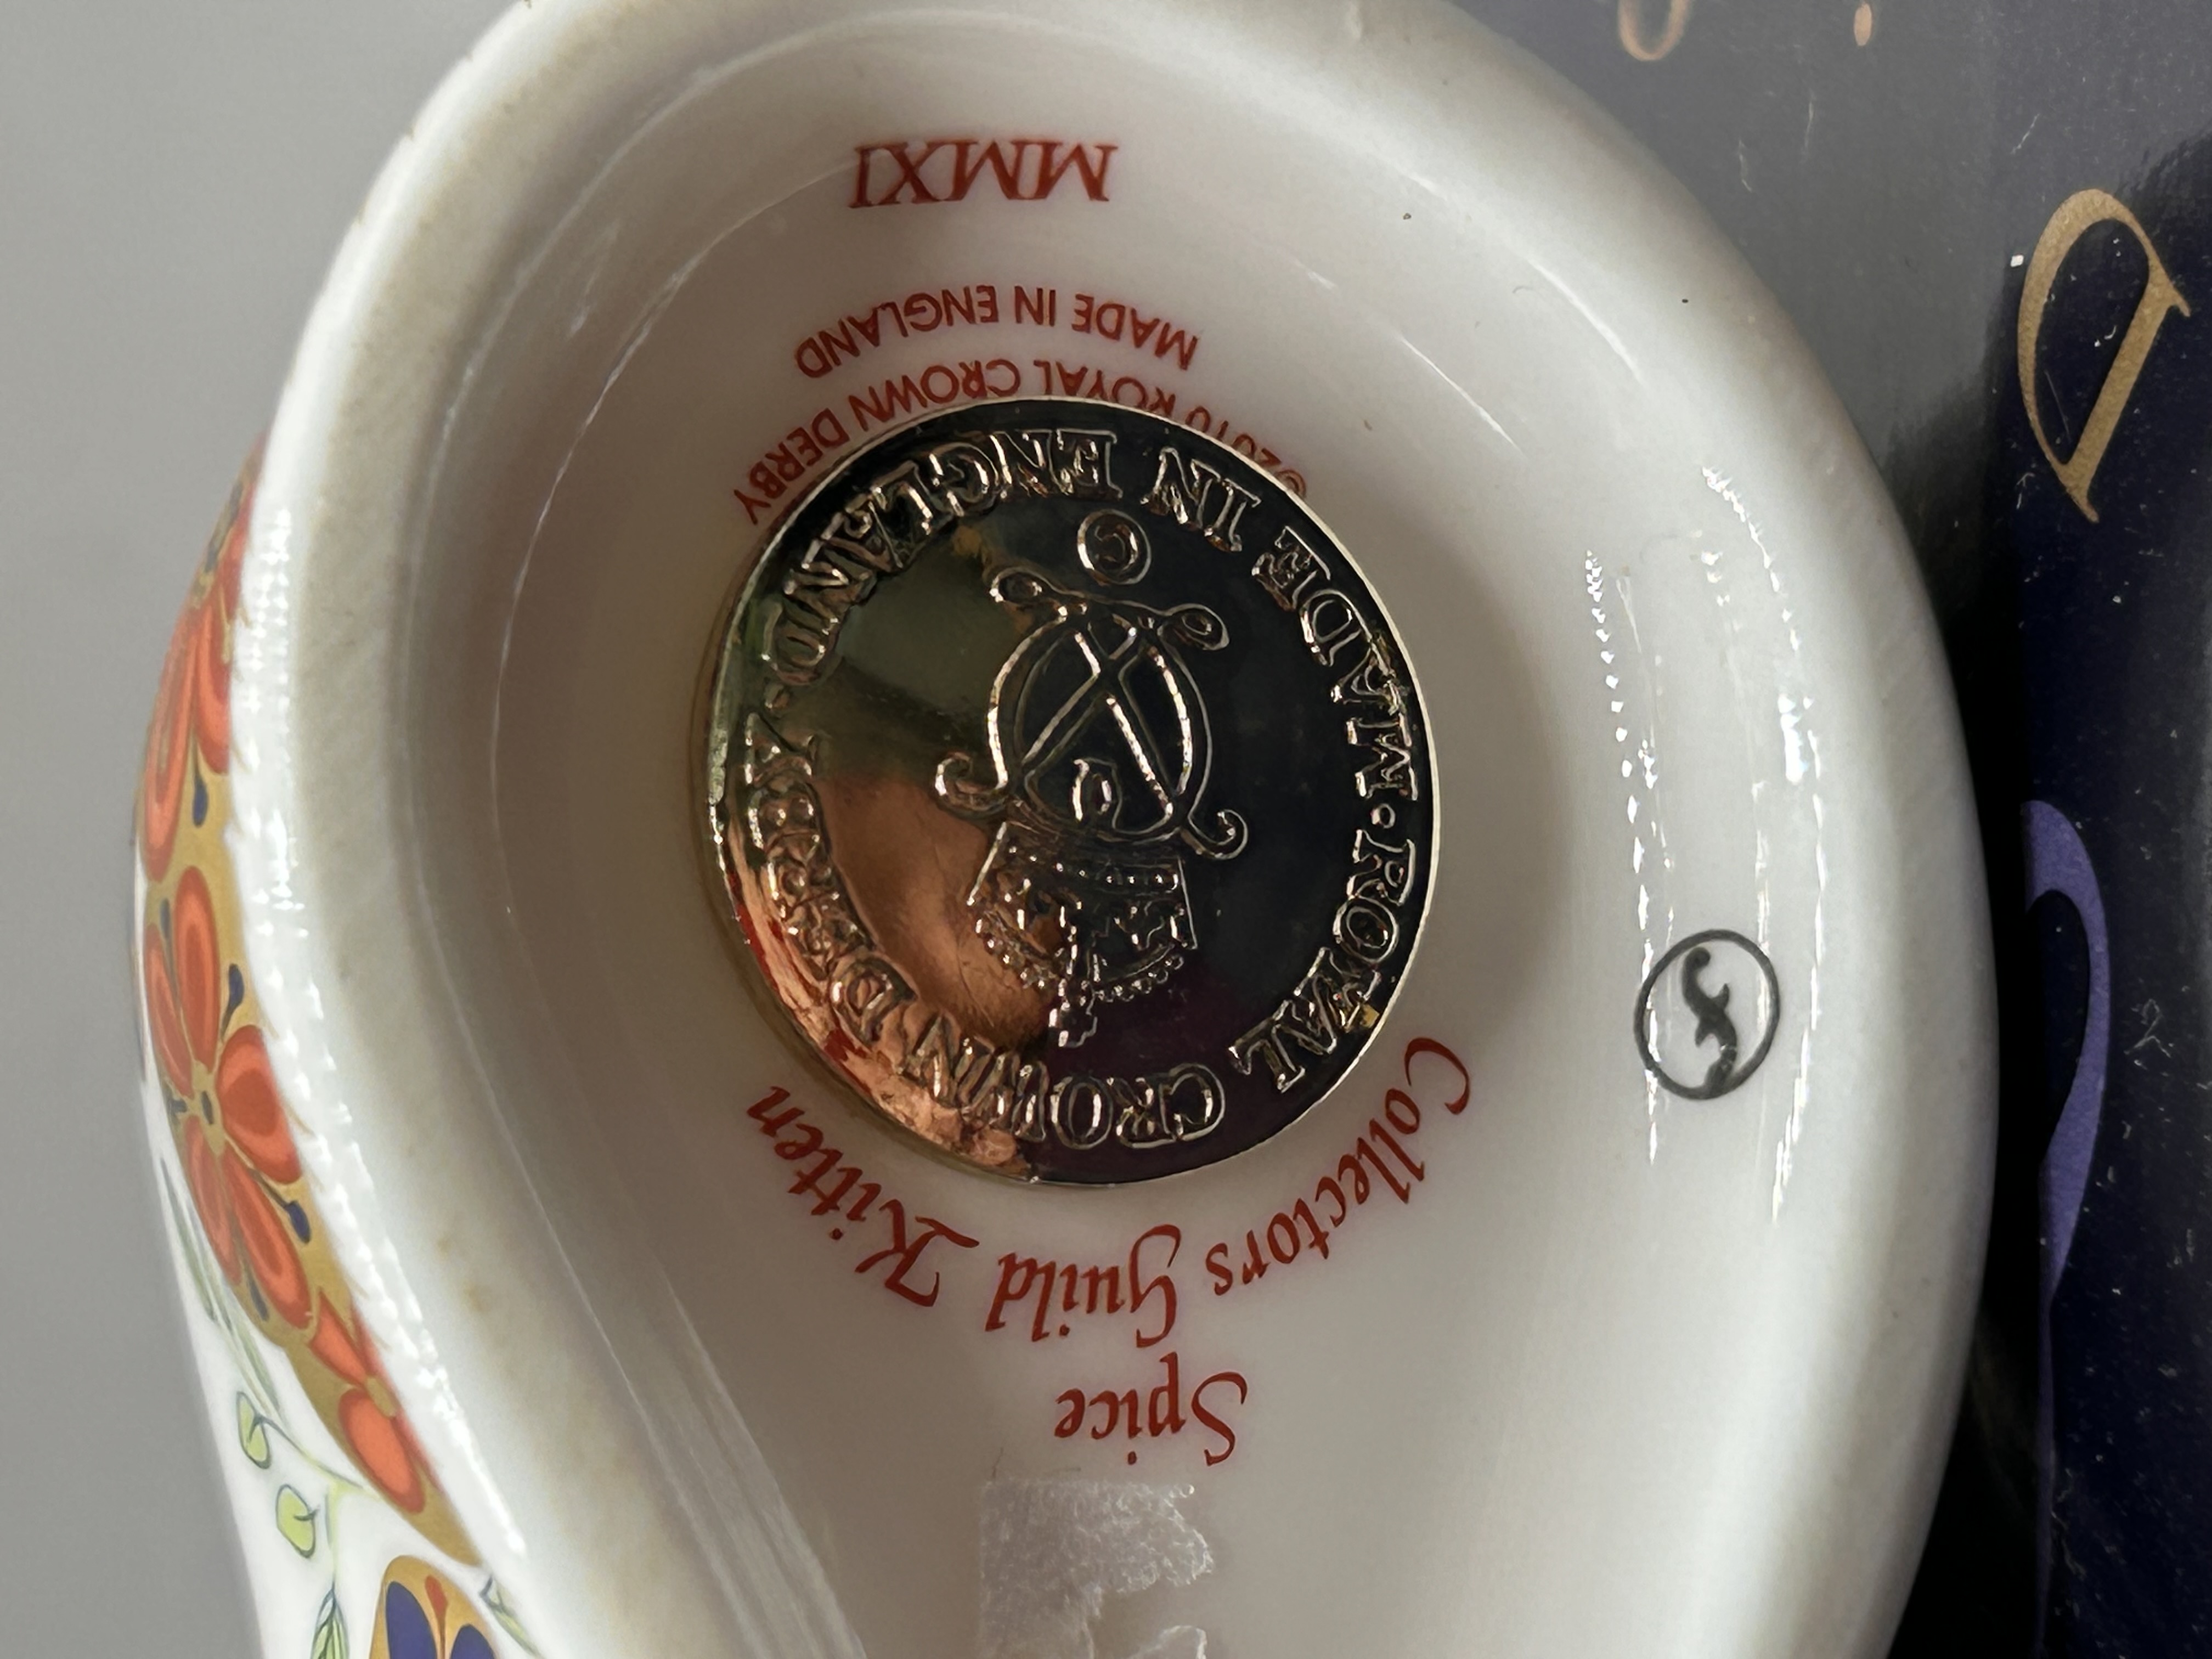 Spice
Collectors Guild Kitten
ROYAL CROWN DERBY · MADE IN ENGLAND ·
©
©2010 ROYAL CROWN DERBY
MADE IN ENGLAND
MMXI
f
D